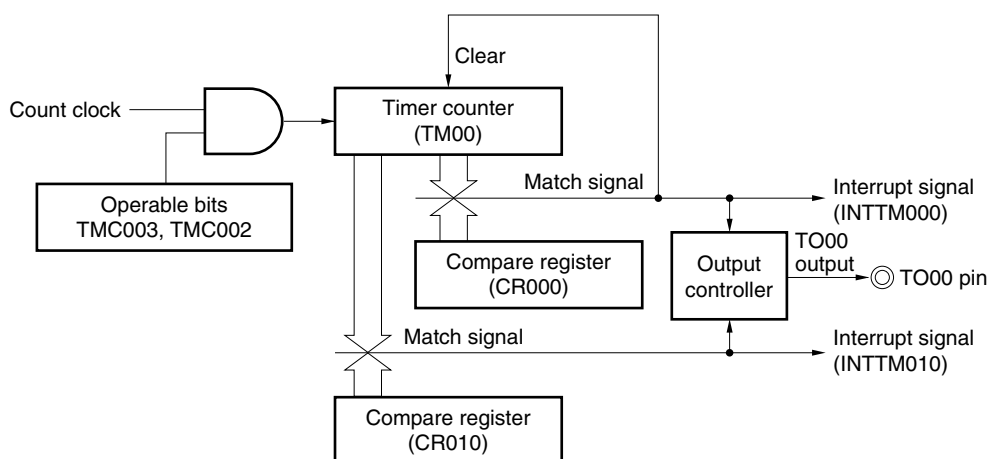 Clear
Count clock
Timer counter
(TM00)
Operable bits
TMC003, TMC002
Match signal
Interrupt signal
(INTTM000)
Compare register
(CR000)
Output
controller
TO00
output
TO00 pin
Match signal
Interrupt signal
(INTTM010)
Compare register
(CR010)